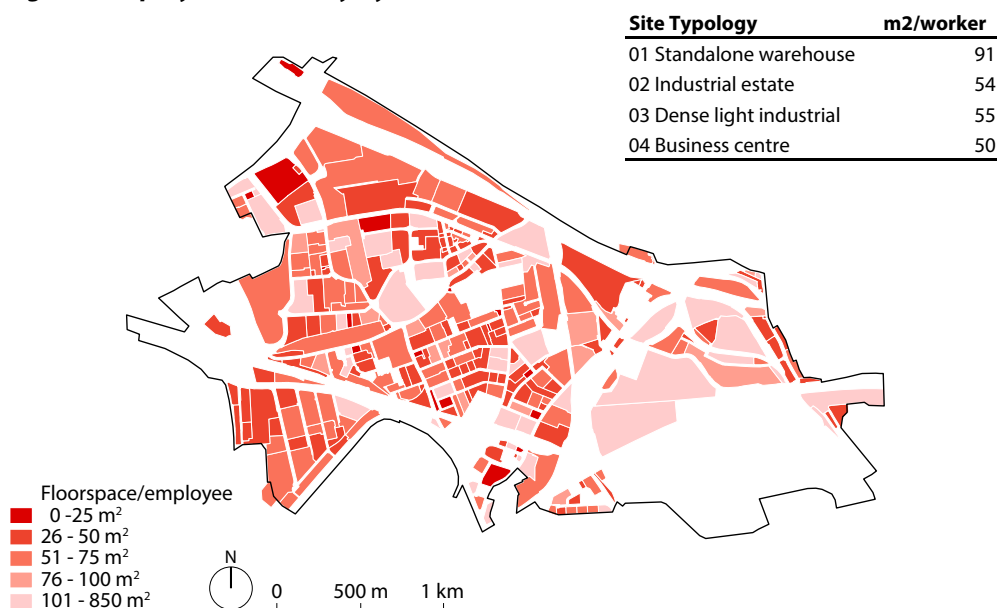 Site Typology m2/worker
01 Standalone warehouse 91
02 Industrial estate 54
03 Dense light industrial 55
04 Business centre 50
Floorspace/employee
0 -25 m²
26 - 50 m²
51 - 75 m²
76 - 100 m²
101 - 850 m²
N
0 500 m 1 km